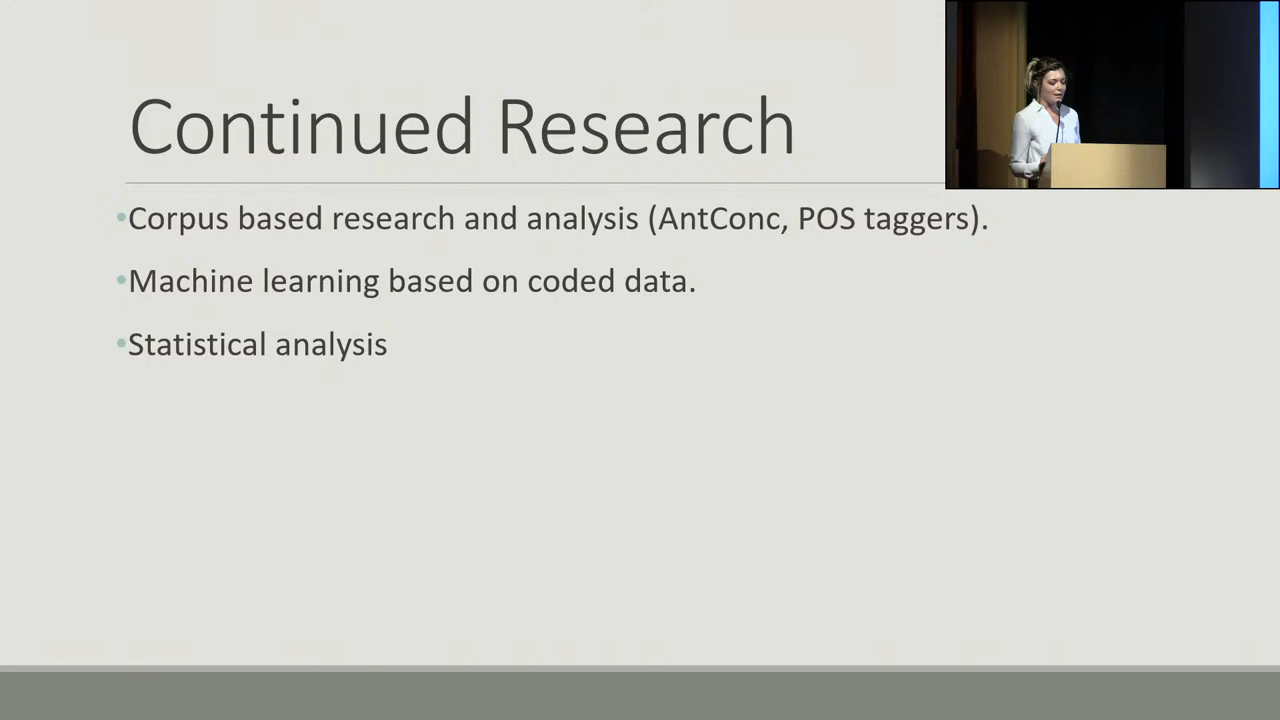 Continued Research
•Corpus based research and analysis (AntConc, POS taggers).
•Machine learning based on coded data.
•Statistical analysis